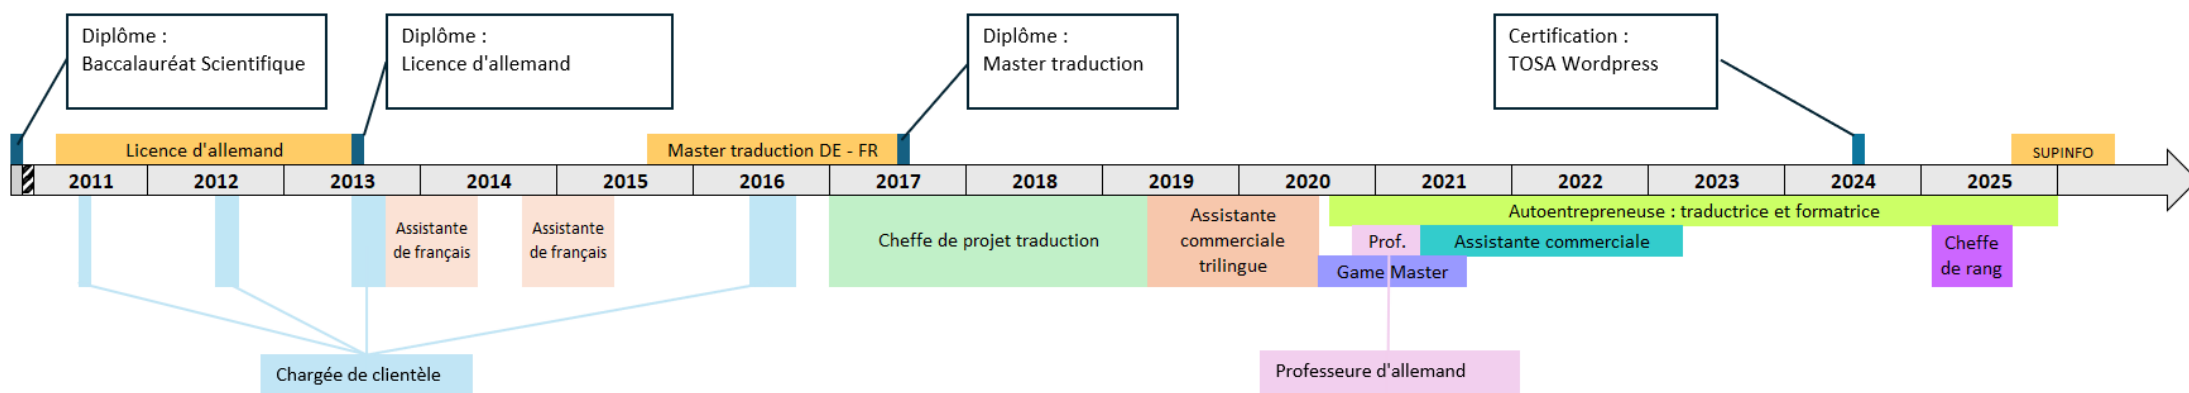 Diplôme :
Baccalauréat Scientifique
Diplôme :
Licence d'allemand
Diplôme :
Master traduction
Certification :
TOSA Wordpress
Licence d'allemand
Master traduction DE - FR
SUPINFO
2011 2012 2013 2014 2015 2016 2017 2018 2019 2020 2021 2022 2023 2024 2025
Assistante
de français
Assistante
de français
Cheffe de projet traduction
Assistante
commerciale
trilingue
Autoentrepreneuse : traductrice et formatrice
Prof.
Assistante commerciale
Game Master
Cheffe
de rang
Chargée de clientèle
Professeure d'allemand